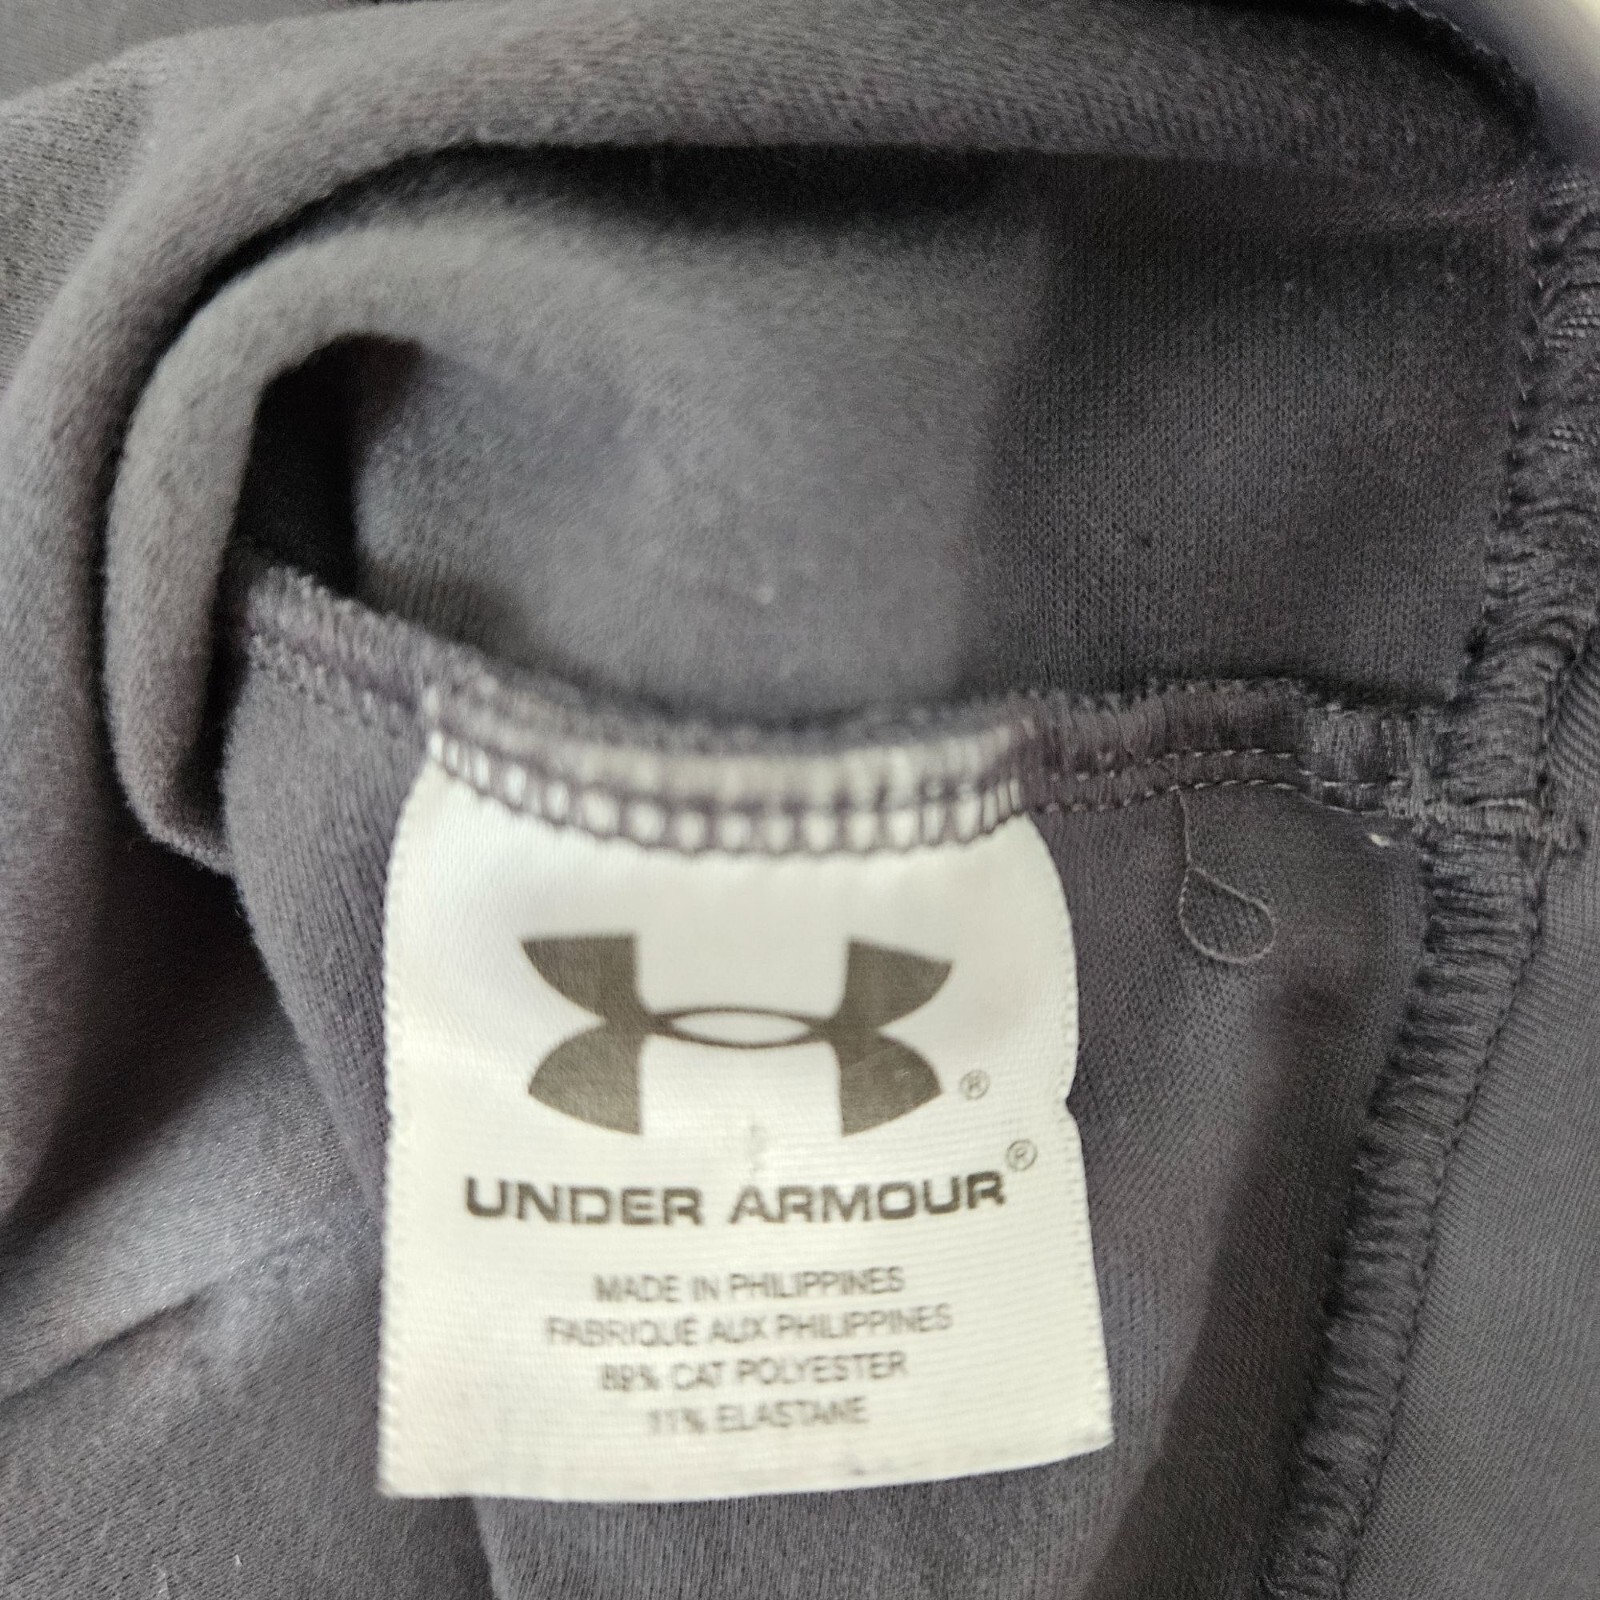 ®
UNDER ARMOUR®
MADE IN PHILIPPINES
FABRIQUÉ AUX PHILIPPINES
89% CAT POLYESTER
11% ELASTANE